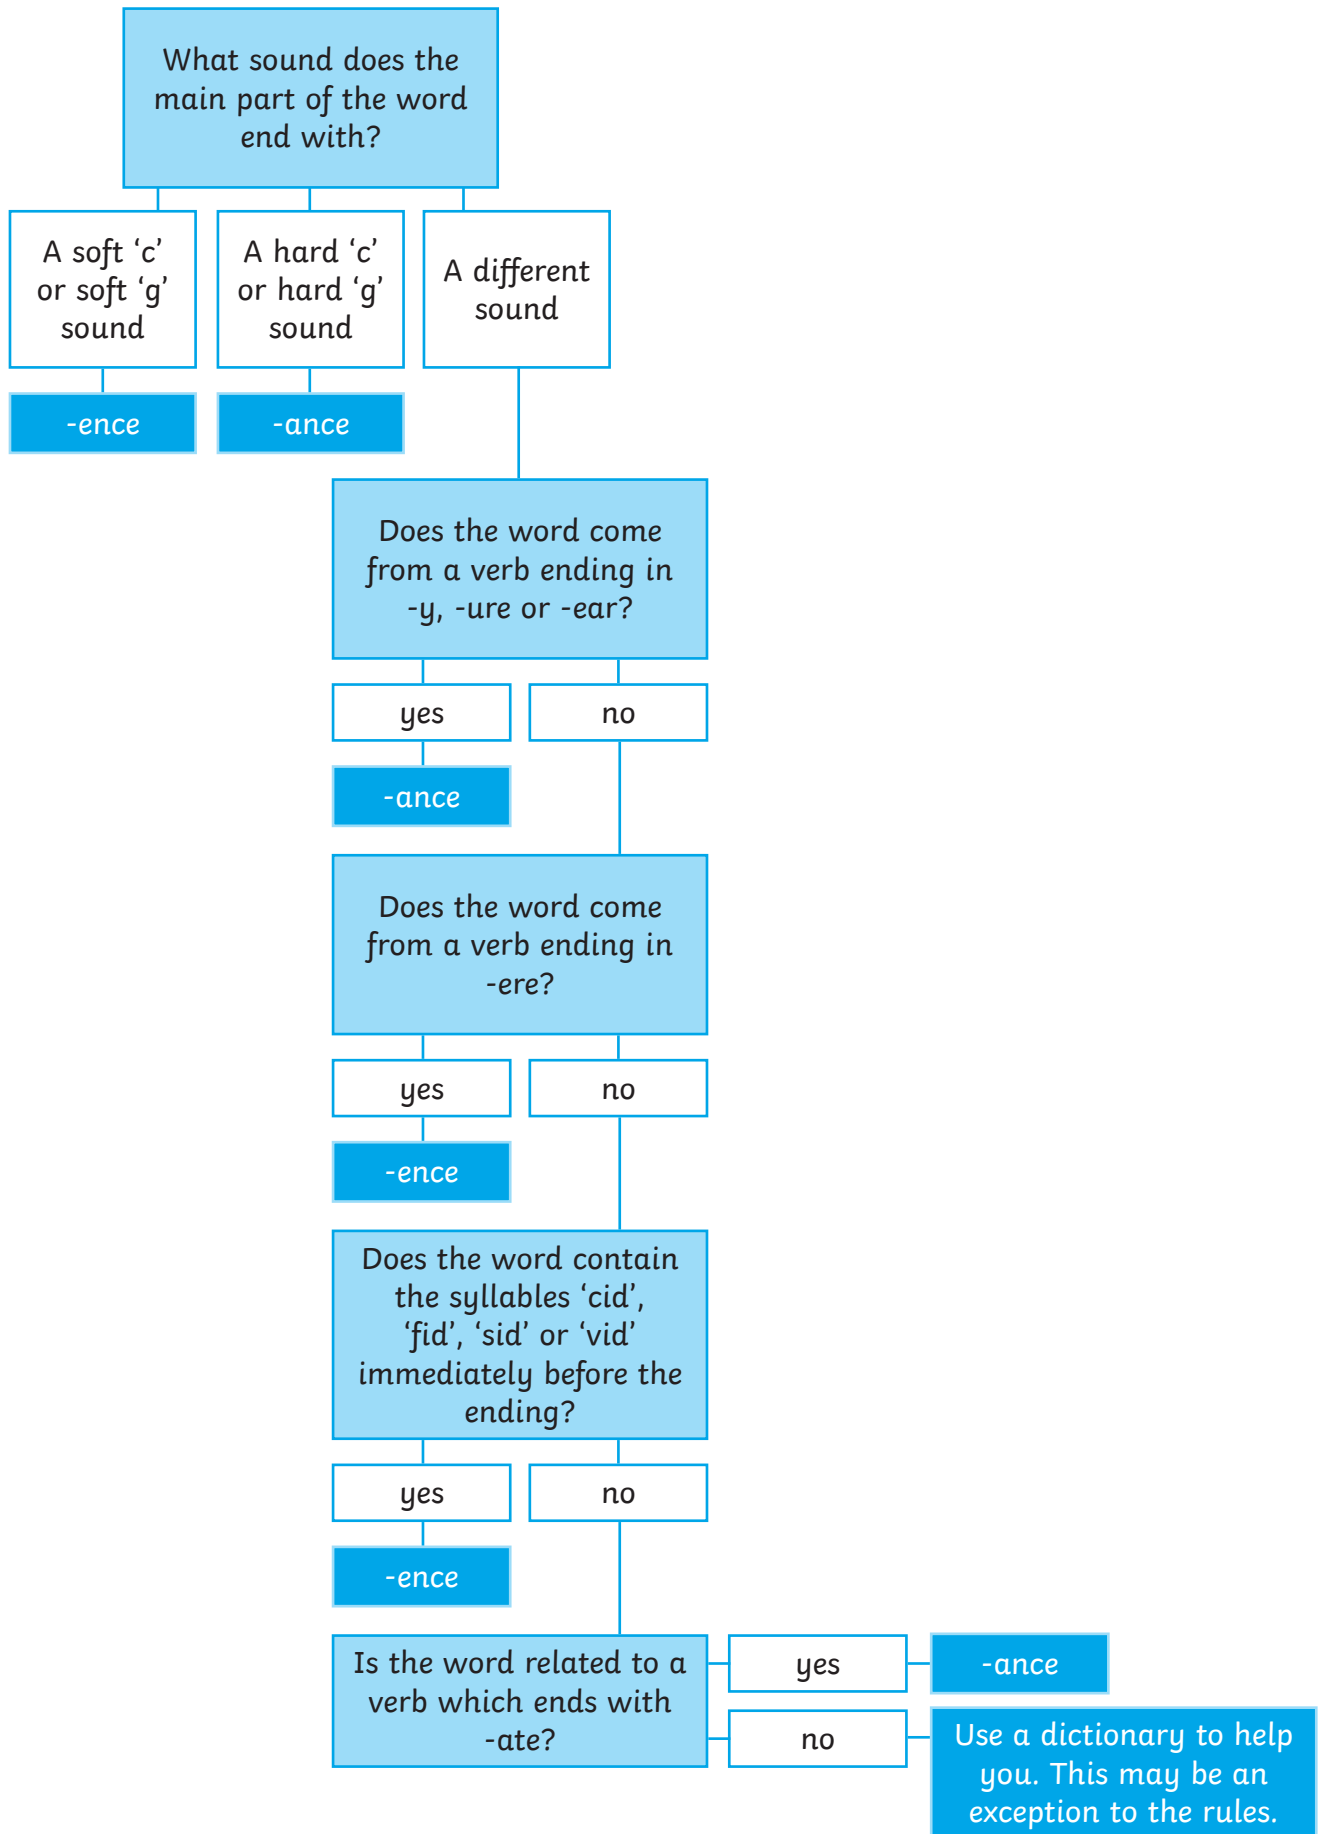 What sound does the
main part of the word
end with?
A soft ‘c’
or soft ‘g’
sound
A hard ‘c’
or hard ‘g’
sound
A different
sound
-ence
-ance
Does the word come
from a verb ending in
-y, -ure or -ear?
yes
no
-ance
Does the word come
from a verb ending in
-ere?
yes
no
-ence
Does the word contain
the syllables ‘cid’,
‘fid’, ‘sid’ or ‘vid’
immediately before the
ending?
yes
no
-ence
Is the word related to a
verb which ends with
-ate?
yes
-ance
no
Use a dictionary to help
you. This may be an
exception to the rules.